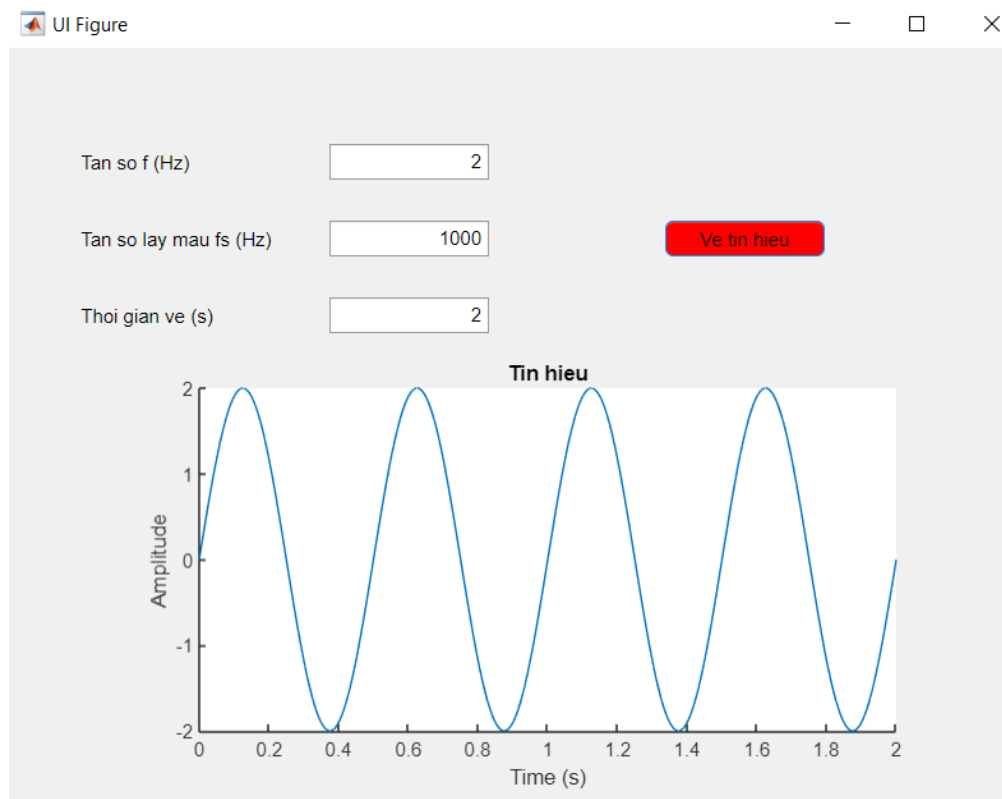 UI Figure
Tan so f (Hz)
2
Tan so lay mau fs (Hz)
1000
Ve tin hieu
Thoi gian ve (s)
2
Tin hieu
2
1
0
-1
-2
Amplitude
0 0.2 0.4 0.6 0.8 1 1.2 1.4 1.6 1.8 2
Time (s)